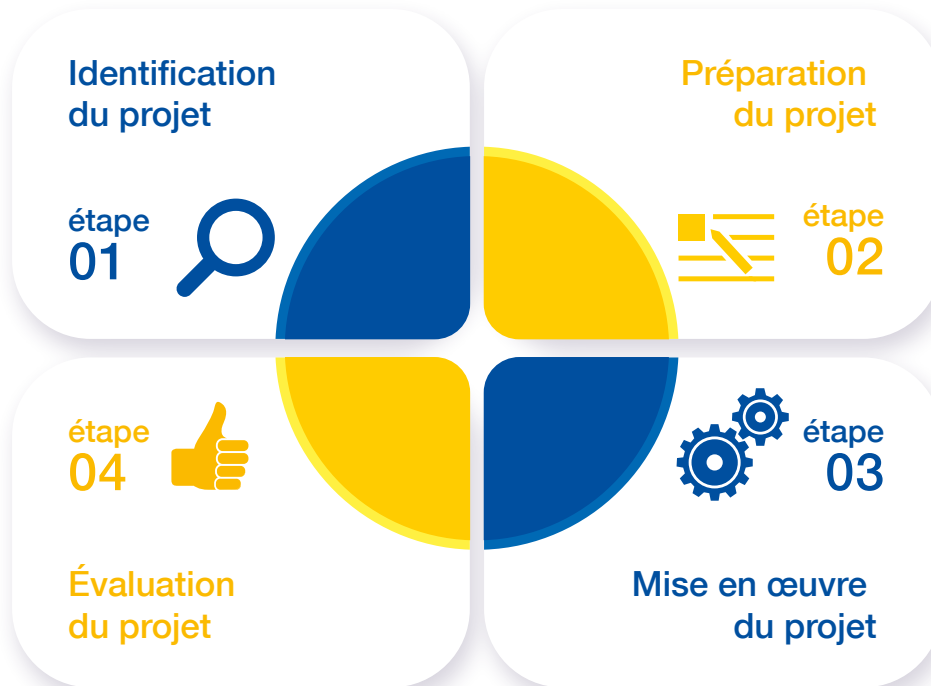 Identification
du projet
étape
01
Préparation
du projet
étape
02
étape
03
Mise en œuvre
du projet
étape
04
Évaluation
du projet